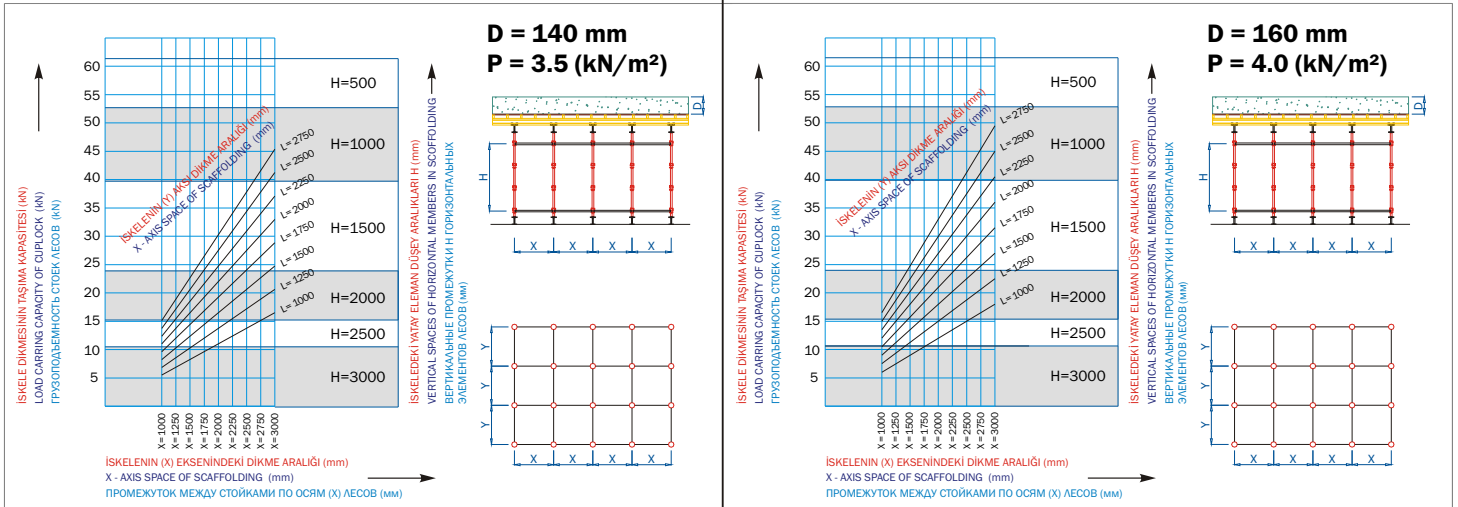 D = 140 mm
P = 3.5 (kN/m²)
60
55
50
45
40
35
30
25
20
15
10
5
H=500
H=1000
H=1500
H=2000
H=2500
H=3000
L=2750
L=2500
L=2250
L=2000
L=1750
L=1500
L=1250
L=1000
İSKELENİN (Y) AKSI DİKME ARALIĞI (mm)
X - AXIS SPACE OF SCAFFOLDING (mm)
İSKELE DİKMESİNİN TAŞIMA KAPASİTESİ (kN)
LOAD CARRING CAPACITY OF CUPLOCK (kN)
ГРУЗОПОДЪЕМНОСТЬ СТОЕК ЛЕСОВ (kN)
İSKELEDEKİ YATAY ELEMAN DÜŞEY ARALIKLARI H (mm)
VERTICAL SPACES OF HORIZONTAL MEMBERS IN SCAFFOLDING
ВЕРТИКАЛЬНЫЕ ПРОМЕЖУТКИ H ГОРИЗОНТАЛЬНЫХ
ЭЛЕМЕНТОВ ЛЕСОВ (мм)
X = 1000
X = 1250
X = 1500
X = 1750
X = 2000
X = 2250
X = 2500
X = 2750
X = 3000
İSKELENIN (X) EKSENINDEKİ DİKME ARALIĞI (mm)
X - AXIS SPACE OF SCAFFOLDING (mm)
ПРОМЕЖУТОК МЕЖДУ СТОЙКАМИ ПО ОСЯМ (X) ЛЕСОВ (мм)
D
H
X X X X
Y
Y
Y
X X X X
D = 160 mm
P = 4.0 (kN/m²)
60
55
50
45
40
35
30
25
20
15
10
5
H=500
H=1000
H=1500
H=2000
H=2500
H=3000
L=2750
L=2500
L=2250
L=2000
L=1750
L=1500
L=1250
L=1000
İSKELENİN (Y) AKSI DİKME ARALIĞI (mm)
X - AXIS SPACE OF SCAFFOLDING (mm)
İSKELE DİKMESİNİN TAŞIMA KAPASİTESİ (kN)
LOAD CARRING CAPACITY OF CUPLOCK (kN)
ГРУЗОПОДЪЕМНОСТЬ СТОЕК ЛЕСОВ (kN)
İSKELEDEKİ YATAY ELEMAN DÜŞEY ARALIKLARI H (mm)
VERTICAL SPACES OF HORIZONTAL MEMBERS IN SCAFFOLDING
ВЕРТИКАЛЬНЫЕ ПРОМЕЖУТКИ H ГОРИЗОНТАЛЬНЫХ
ЭЛЕМЕНТОВ ЛЕСОВ (мм)
X = 1000
X = 1250
X = 1500
X = 1750
X = 2000
X = 2250
X = 2500
X = 2750
X = 3000
İSKELENIN (X) EKSENINDEKİ DİKME ARALIĞI (mm)
X - AXIS SPACE OF SCAFFOLDING (mm)
ПРОМЕЖУТОК МЕЖДУ СТОЙКАМИ ПО ОСЯМ (X) ЛЕСОВ (мм)
D
H
X X X X
Y
Y
Y
X X X X